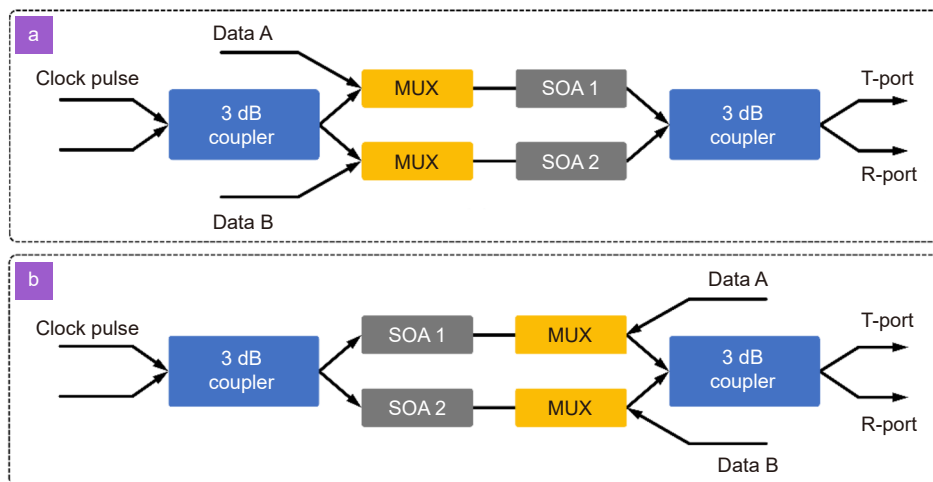 a
Data A
Clock pulse
3 dB
coupler
MUX
SOA 1
3 dB
coupler
T-port
MUX
SOA 2
R-port
Data B
b
Data A
Clock pulse
3 dB
coupler
SOA 1
MUX
3 dB
coupler
T-port
SOA 2
MUX
R-port
Data B